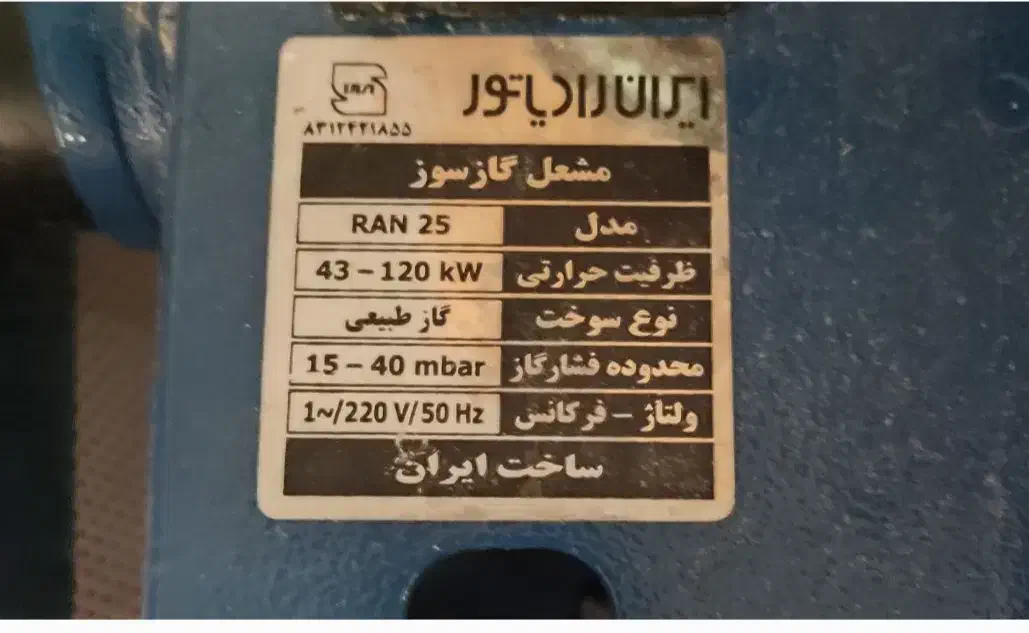 ایران رادیاتور
۸۳۱۲۴۲۱۸۵۵
مشعل گازسوز
مدل RAN 25
ظرفیت حرارتی 43 – 120 kW
نوع سوخت گاز طبیعی
محدوده فشارگاز 15 – 40 mbar
ولتاژ – فرکانس 1~/220 V/50 Hz
ساخت ایران